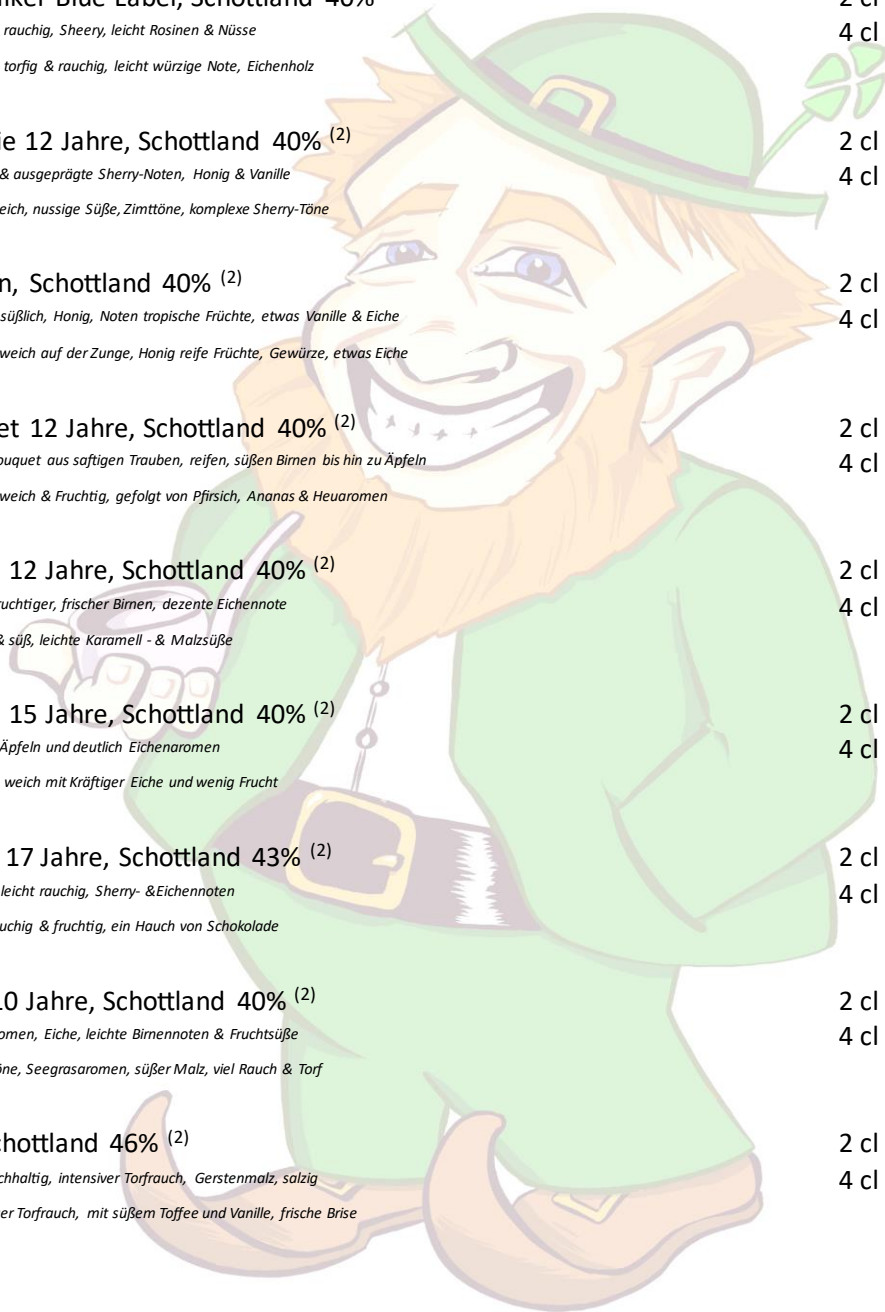 Blue Label, Schottland 40%
2 cl
rauchig, Sheery, leicht Rosinen & Nüsse
4 cl
torfig & rauchig, leicht würzige Note, Eichenholz
12 Jahre, Schottland 40% (2)
2 cl
& ausgeprägte Sherry-Noten, Honig & Vanille
4 cl
eich, nussige Süße, Zimttöne, komplexe Sherry-Töne
n, Schottland 40% (2)
2 cl
süßlich, Honig, Noten tropische Früchte, etwas Vanille & Eiche
4 cl
weich auf der Zunge, Honig reife Früchte, Gewürze, etwas Eiche
et 12 Jahre, Schottland 40% (2)
2 cl
ouquet aus saftigen Trauben, reifen, süßen Birnen bis hin zu Äpfeln
4 cl
weich & Fruchtig, gefolgt von Pfirsich, Ananas & Heuaromen
12 Jahre, Schottland 40% (2)
2 cl
ruchtiger, frischer Birnen, dezente Eichennote
4 cl
& süß, leichte Karamell - & Malzsüße
15 Jahre, Schottland 40% (2)
2 cl
Äpfeln und deutlich Eichenaromen
4 cl
weich mit Kräftiger Eiche und wenig Frucht
17 Jahre, Schottland 43% (2)
2 cl
leicht rauchig, Sherry- &Eichennoten
4 cl
uchig & fruchtig, ein Hauch von Schokolade
10 Jahre, Schottland 40% (2)
2 cl
omen, Eiche, leichte Birnennoten & Fruchtsüße
4 cl
öne, Seegrasaromen, süßer Malz, viel Rauch & Torf
chottland 46% (2)
2 cl
chhaltig, intensiver Torfrauch, Gerstenmalz, salzig
4 cl
er Torfrauch, mit süßem Toffee und Vanille, frische Brise